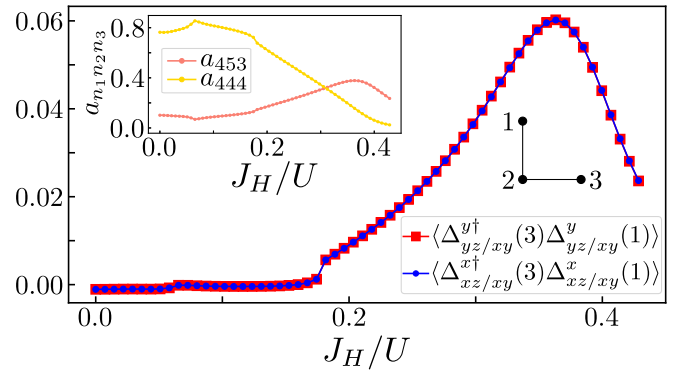 0.06
0.04
0.02
0.00
0.0
0.2
0.4
J_H/U
a_{n_1n_2n_3}
0.8
0.4
0.0
0.0
0.2
0.4
J_H/U
a_{453}
a_{444}
1
2
3
⟨Δ^{y†}_{yz/xy}(3)Δ^{y}_{yz/xy}(1)⟩
⟨Δ^{x†}_{xz/xy}(3)Δ^{x}_{xz/xy}(1)⟩